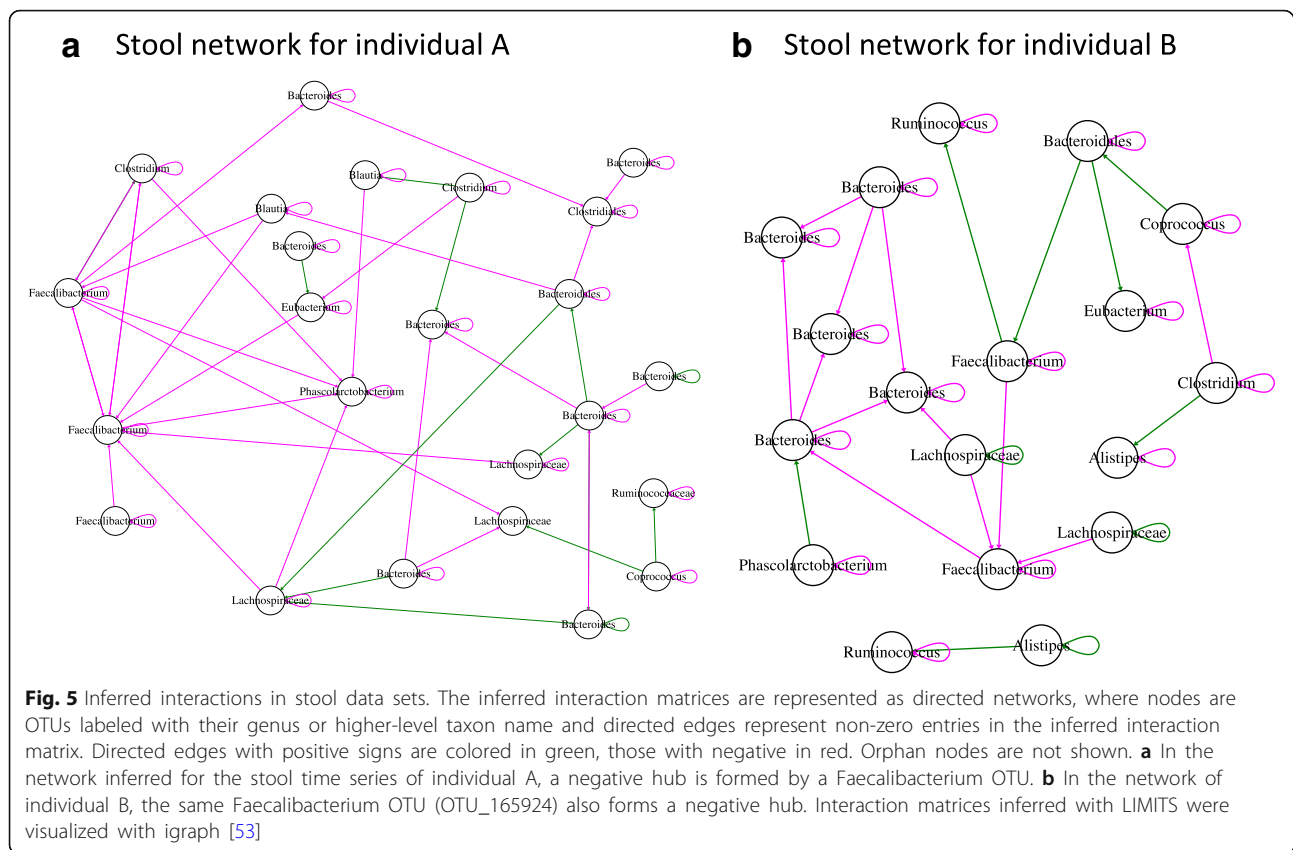 a Stool network for individual A
b Stool network for individual B
Bacteroides
Clostridium
Blautia
Clostridium
Bacteroides
Blautia
Clostridiales
Bacteroides
Faecalibacterium
Eubacterium
Bacteroidales
Bacteroides
Bacteroides
Phascolarctobacterium
Bacteroides
Faecalibacterium
Lachnospiraceae
Ruminococcaceae
Faecalibacterium
Lachnospiraceae
Bacteroides
Coprococcus
Lachnospiraceae
Bacteroides
Ruminococcus
Bacteroidales
Bacteroides
Bacteroides
Coprococcus
Bacteroides
Eubacterium
Faecalibacterium
Bacteroides
Clostridium
Bacteroides
Lachnospiraceae
Alistipes
Phascolarctobacterium
Faecalibacterium
Lachnospiraceae
Ruminococcus
Alistipes
Fig. 5 Inferred interactions in stool data sets. The inferred interaction matrices are represented as directed networks, where nodes are
OTUs labeled with their genus or higher-level taxon name and directed edges represent non-zero entries in the inferred interaction
matrix. Directed edges with positive signs are colored in green, those with negative in red. Orphan nodes are not shown. a In the
network inferred for the stool time series of individual A, a negative hub is formed by a Faecalibacterium OTU. b In the network of
individual B, the same Faecalibacterium OTU (OTU_165924) also forms a negative hub. Interaction matrices inferred with LIMITS were
visualized with igraph [53]